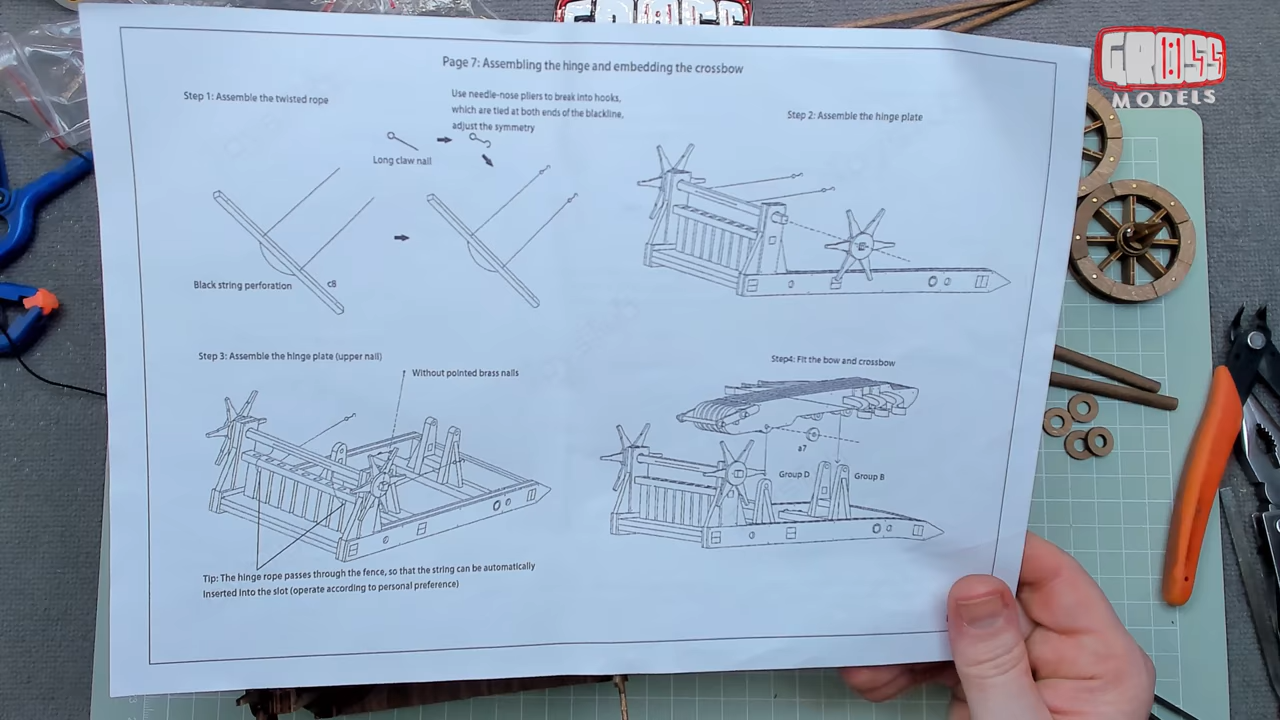 GROSS
MODELS
Page 7: Assembling the hinge and embedding the crossbow
Step 1: Assemble the twisted rope
Use needle-nose pliers to break into hooks,
which are tied at both ends of the blackline,
adjust the symmetry
Long claw nail
Black string perforation
c8
Step 2: Assemble the hinge plate
Step 3: Assemble the hinge plate (upper nail)
Without pointed brass nails
Tip: The hinge rope passes through the fence, so that the string can be automatically
Inserted into the slot (operate according to personal preference)
Step4: Fit the bow and crossbow
a7
Group D
Group B